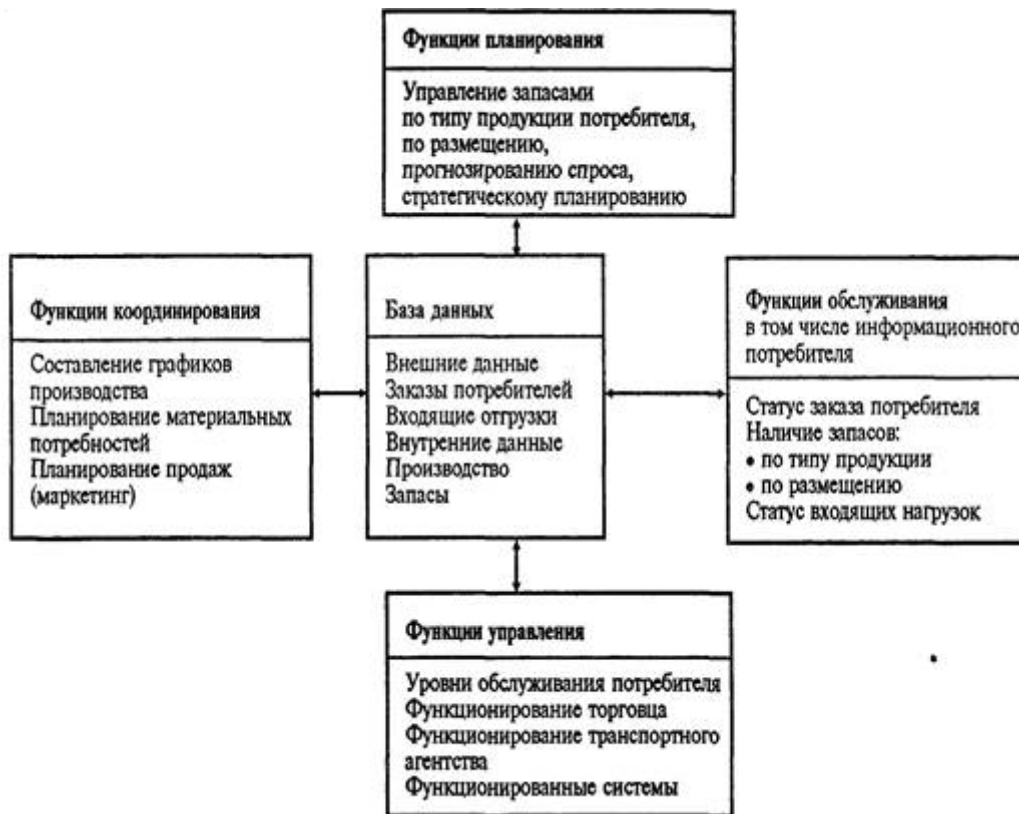 Функции планирования
Управление запасами
по типу продукции потребителя,
по размещению,
прогнозированию спроса,
стратегическому планированию
Функции координирования
Составление графиков
производства
Планирование материальных
потребностей
Планирование продаж
(маркетинг)
База данных
Внешние данные
Заказы потребителей
Входящие отгрузки
Внутренние данные
Производство
Запасы
Функции обслуживания
в том числе информационного
потребителя
Статус заказа потребителя
Наличие запасов:
• по типу продукции
• по размещению
Статус входящих нагрузок
Функции управления
Уровни обслуживания потребителя
Функционирование торговца
Функционирование транспортного
агентства
Функционированные системы